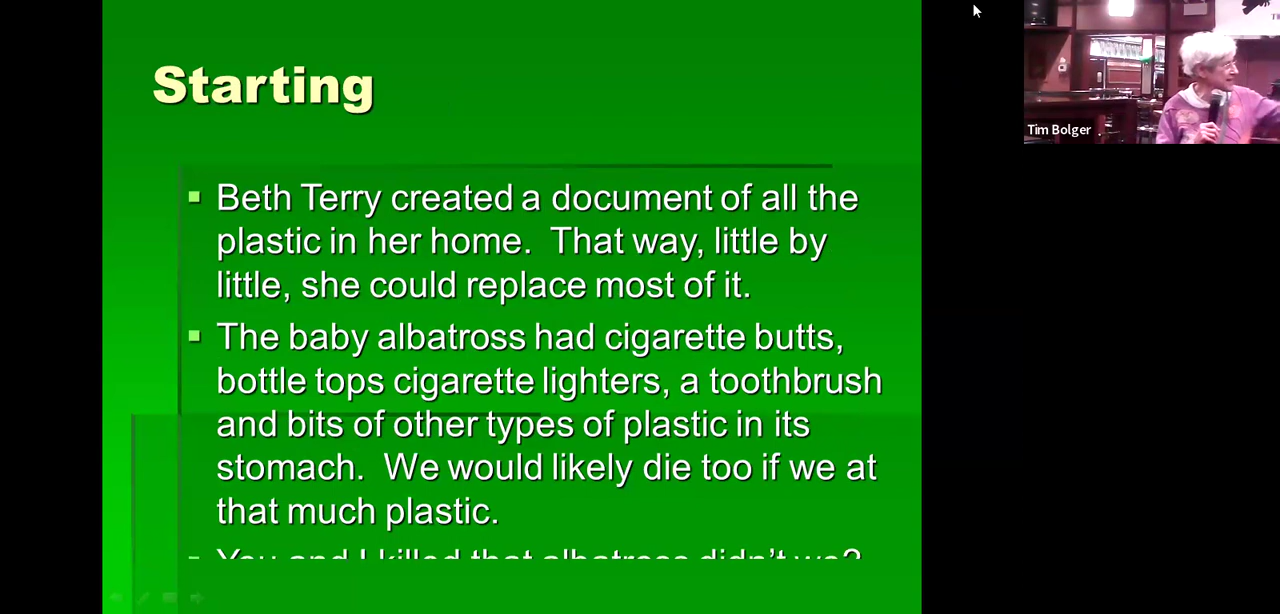 Starting
Beth Terry created a document of all the
plastic in her home. That way, little by
little, she could replace most of it.
The baby albatross had cigarette butts,
bottle tops cigarette lighters, a toothbrush
and bits of other types of plastic in its
stomach. We would likely die too if we at
that much plastic.
You and I killed that albatross didn't we?
Tim Bolger